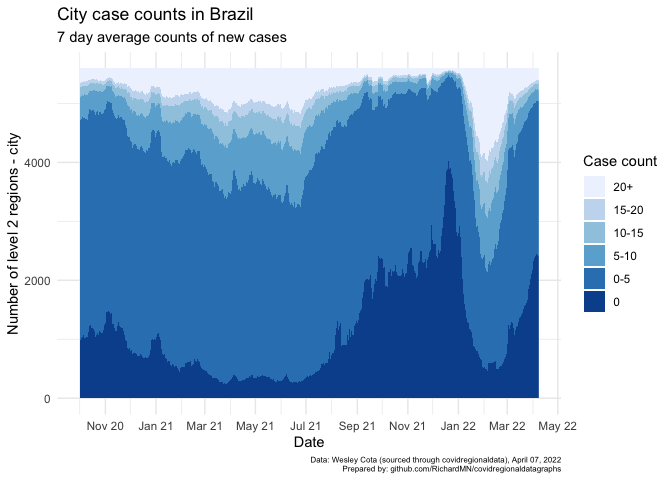 City case counts in Brazil
7 day average counts of new cases
Number of level 2 regions - city
4000
2000
0
Nov 20 Jan 21 Mar 21 May 21 Jul 21 Sep 21 Nov 21 Jan 22 Mar 22 May 22
Date
Case count
20+
15-20
10-15
5-10
0-5
0
Data: Wesley Cota (sourced through covidregionaldata), April 07, 2022
Prepared by: github.com/RichardMN/covidregionaldatagraphs